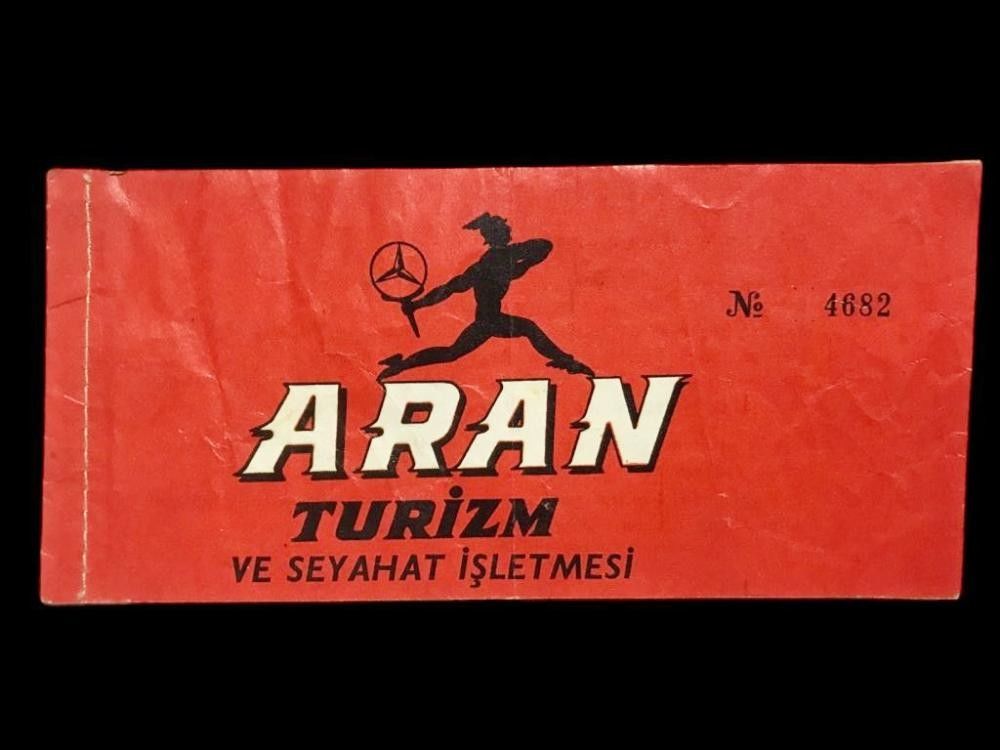 № 4682
ARAN
TURİZM
VE SEYAHAT İŞLETMESİ